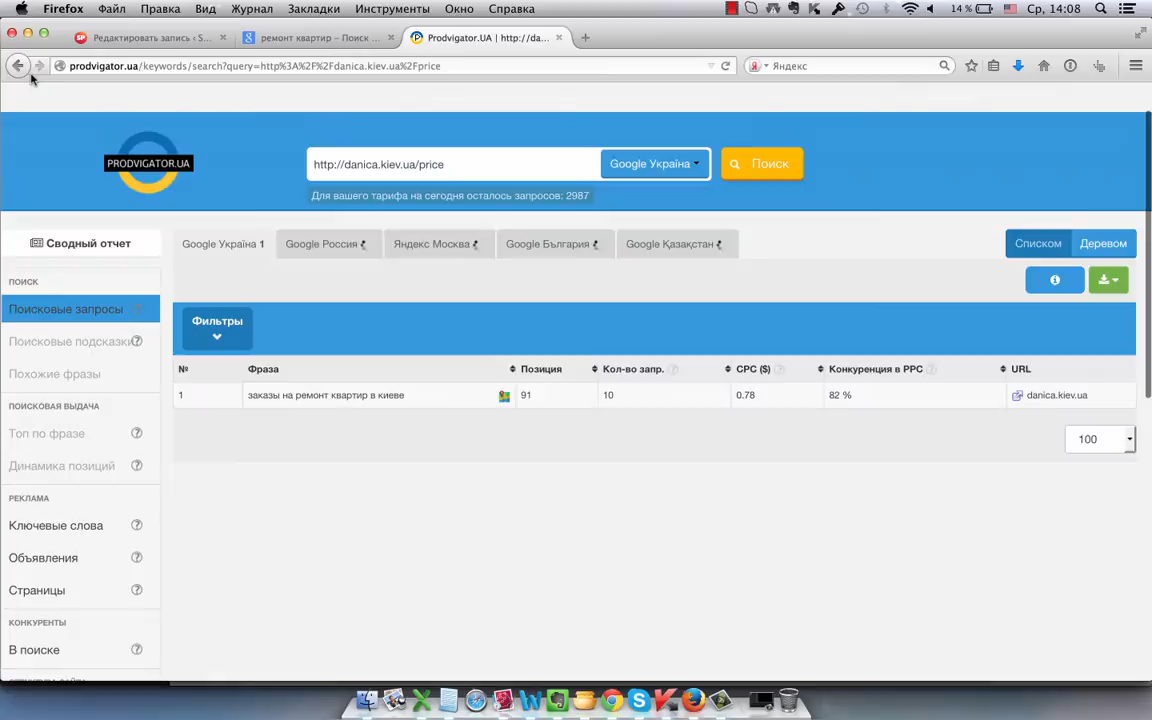 Firefox Файл Правка Вид Журнал Закладки Инструменты Окно Справка 14 % Ср, 14:08
Редактировать запись ‹ S... ремонт квартир – Поиск ... Prodvigator.UA | http://da...
prodvigator.ua/keywords/search?query=http%3A%2F%2Fdanica.kiev.ua%2Fprice Яндекс
PRODVIGATOR.UA http://danica.kiev.ua/price Google Україна Поиск
Для вашего тарифа на сегодня осталось запросов: 2987
Сводный отчет Google Україна 1 Google Россия Яндекс Москва Google България Google Қазақстан Списком Деревом
ПОИСК
Поисковые запросы
Фильтры
Поисковые подсказки
Похожие фразы
№ Фраза Позиция Кол-во запр. CPC ($) Конкуренция в PPC URL
1 заказы на ремонт квартир в киеве 91 10 0.78 82 % danica.kiev.ua
ПОИСКОВАЯ ВЫДАЧА
Топ по фразе
100
Динамика позиций
РЕКЛАМА
Ключевые слова
Объявления
Страницы
КОНКУРЕНТЫ
В поиске